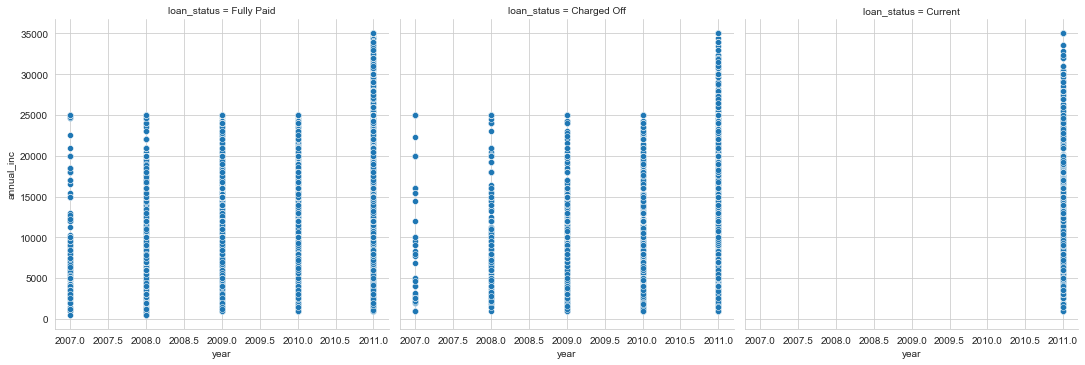 loan_status = Fully Paid
loan_status = Charged Off
loan_status = Current
35000
30000
25000
20000
15000
10000
5000
0
annual_inc
2007.0 2007.5 2008.0 2008.5 2009.0 2009.5 2010.0 2010.5 2011.0
2007.0 2007.5 2008.0 2008.5 2009.0 2009.5 2010.0 2010.5 2011.0
2007.0 2007.5 2008.0 2008.5 2009.0 2009.5 2010.0 2010.5 2011.0
year
year
year